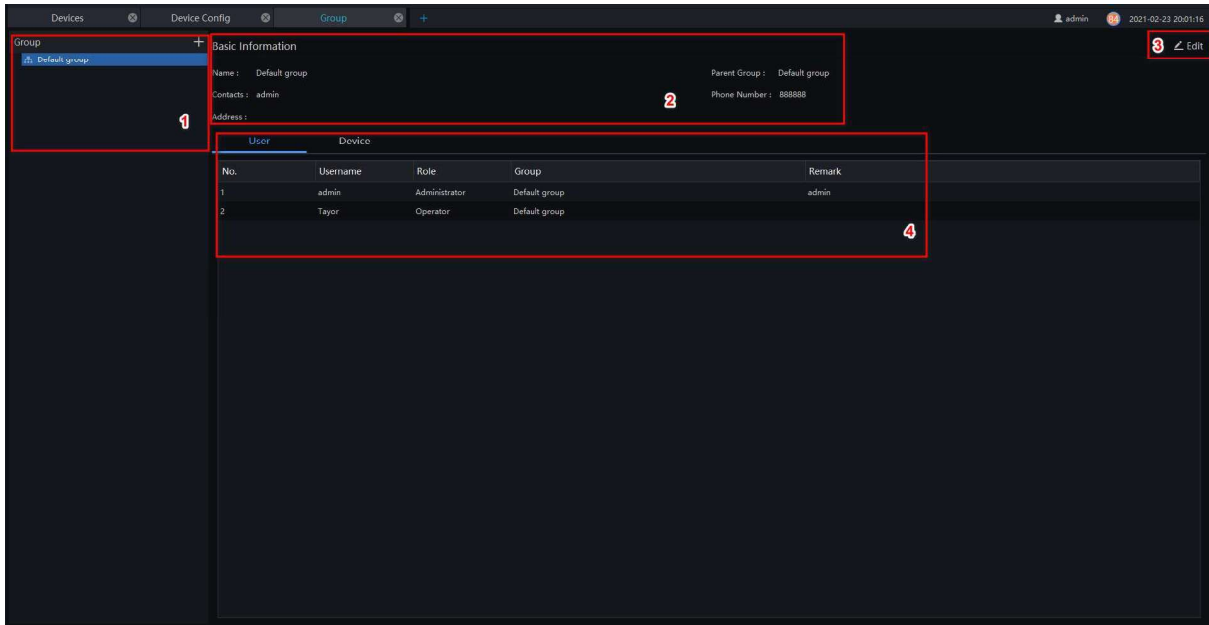 Devices Device Config Group + admin 84 2021-02-23 20:01:16
Group +
Default group
1
Basic Information
3 Edit
Name : Default group Parent Group : Default group
Contacts : admin Phone Number : 888888
2
Address :
User Device
No. Username Role Group Remark
1 admin Administrator Default group admin
2 Tayor Operator Default group
4